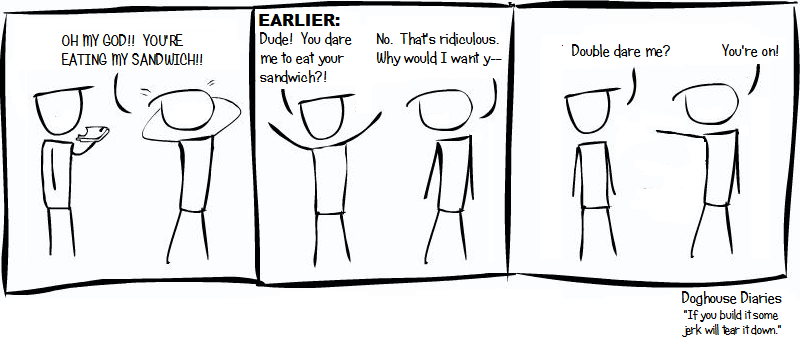 OH MY GOD!! YOU'RE
EATING MY SANDWICH!!
EARLIER:
Dude! You dare
me to eat your
sandwich?!
No. That's ridiculous.
Why would I want y--
Double dare me?
You're on!
Doghouse Diaries
"If you build it some
jerk will tear it down."